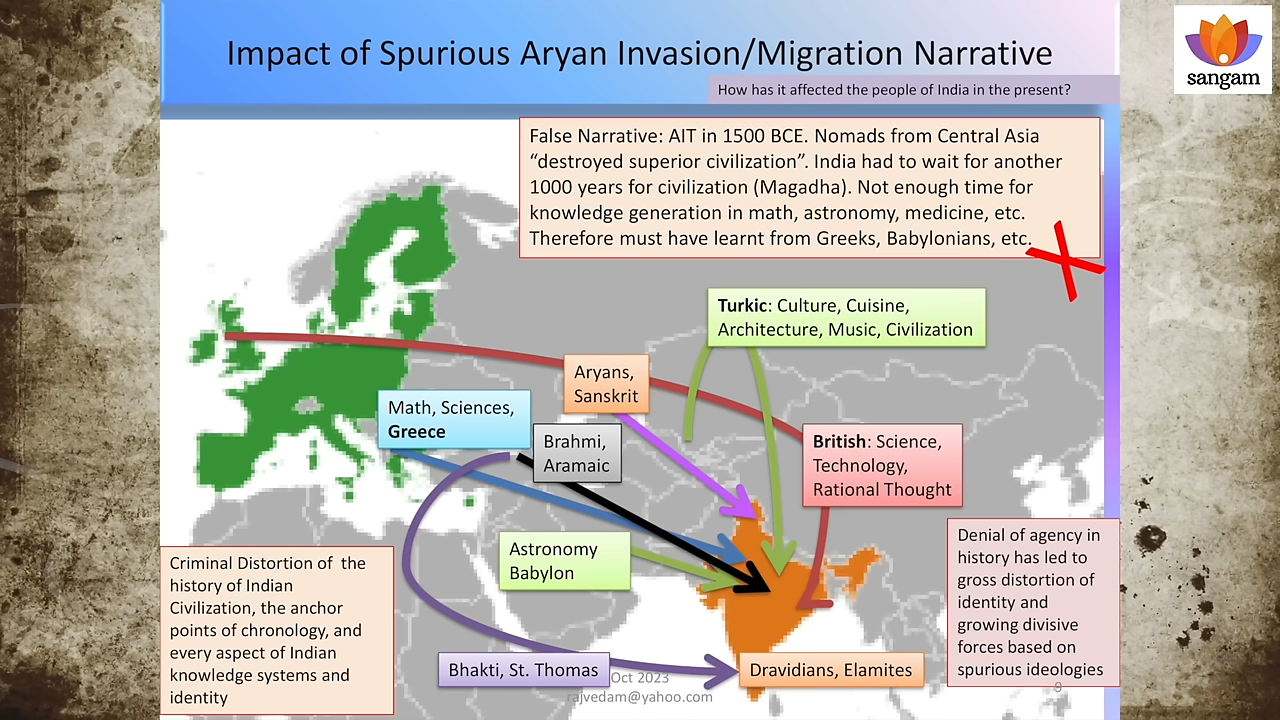 Impact of Spurious Aryan Invasion/Migration Narrative
sangam
How has it affected the people of India in the present?
False Narrative: AIT in 1500 BCE. Nomads from Central Asia
“destroyed superior civilization”. India had to wait for another
1000 years for civilization (Magadha). Not enough time for
knowledge generation in math, astronomy, medicine, etc.
Therefore must have learnt from Greeks, Babylonians, etc.
Turkic: Culture, Cuisine,
Architecture, Music, Civilization
Aryans,
Sanskrit
Math, Sciences,
Greece
Brahmi,
Aramaic
British: Science,
Technology,
Rational Thought
Astronomy
Babylon
Denial of agency in
history has led to
gross distortion of
identity and
growing divisive
forces based on
spurious ideologies
Criminal Distortion of the
history of Indian
Civilization, the anchor
points of chronology, and
every aspect of Indian
knowledge systems and
identity
Bhakti, St. Thomas
Dravidians, Elamites
Oct 2023
rajvedam@yahoo.com